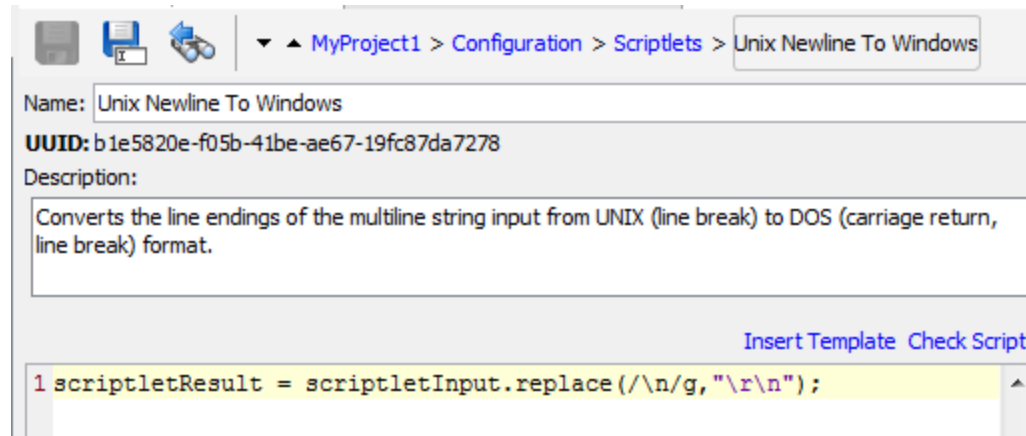 MyProject1 > Configuration > Scriptlets > Unix Newline To Windows
Name: Unix Newline To Windows
UUID: b1e5820e-f05b-41be-ae67-19fc87da7278
Description:
Converts the line endings of the multiline string input from UNIX (line break) to DOS (carriage return,
line break) format.
Insert Template Check Script
1 scriptletResult = scriptletInput.replace(/\n/g,"\r\n");